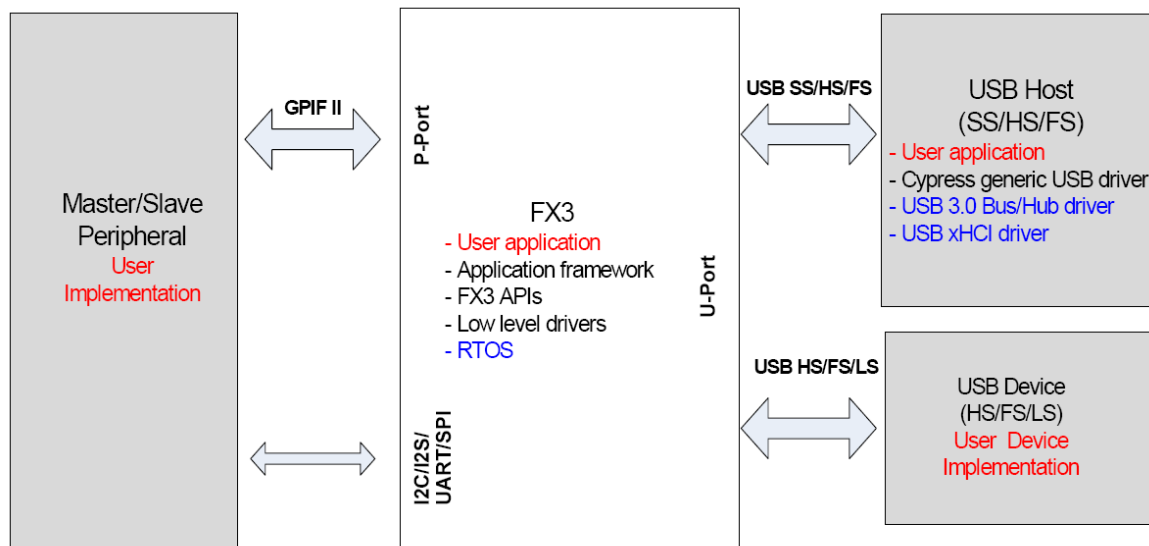 Master/Slave
Peripheral
User
Implementation
GPIF II
P-Port
I2C/I2S/
UART/SPI
FX3
- User application
- Application framework
- FX3 APIs
- Low level drivers
- RTOS
U-Port
USB SS/HS/FS
USB Host
(SS/HS/FS)
- User application
- Cypress generic USB driver
- USB 3.0 Bus/Hub driver
- USB xHCI driver
USB HS/FS/LS
USB Device
(HS/FS/LS)
User Device
Implementation